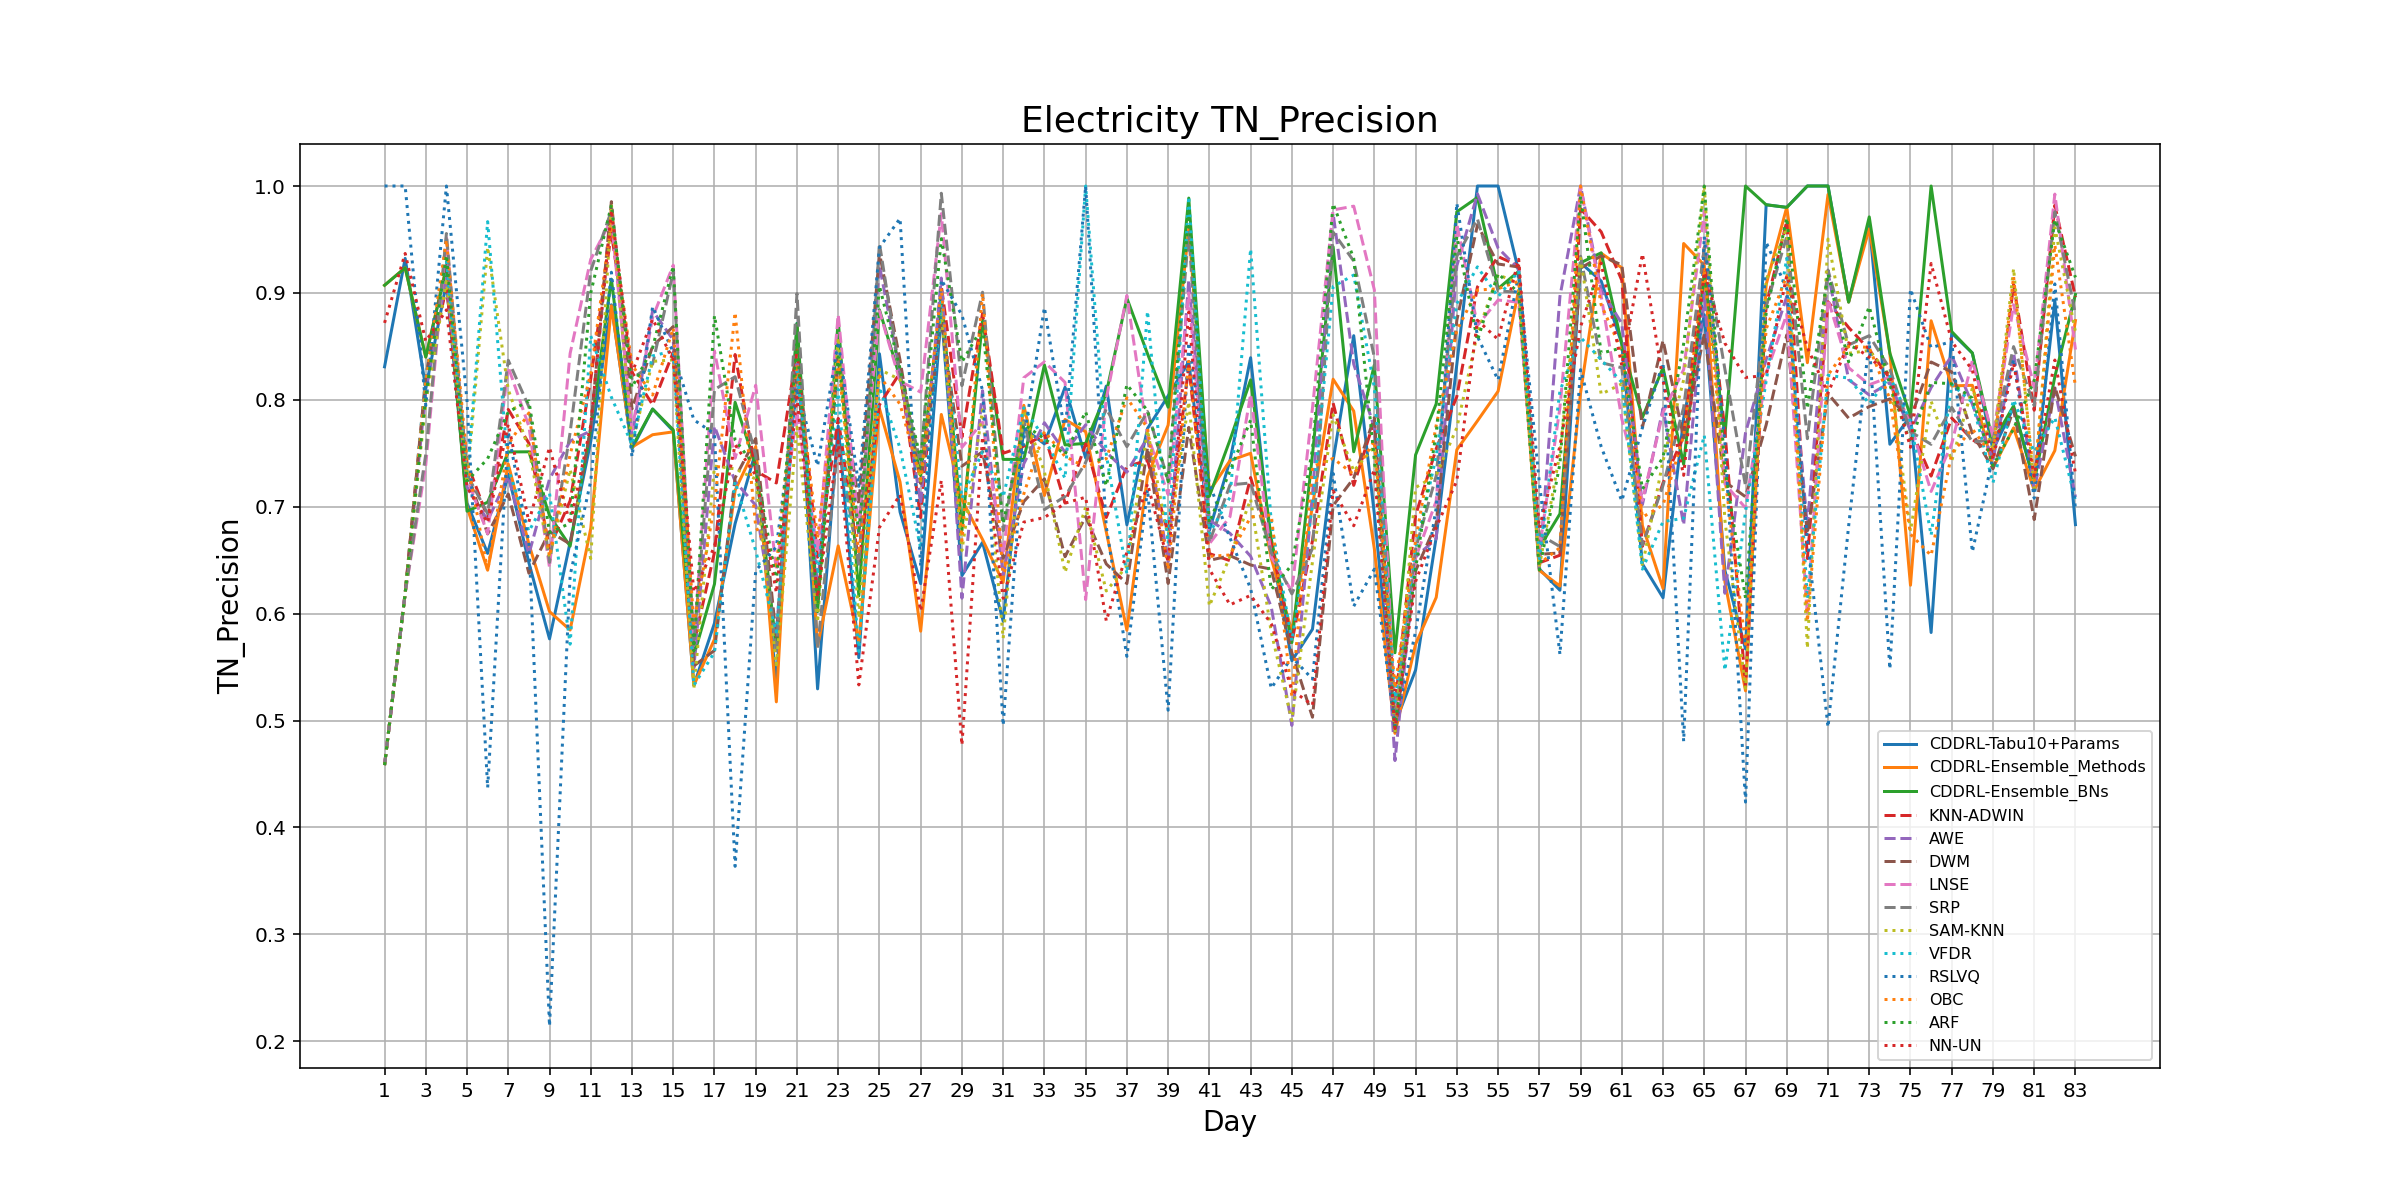 Electricity TN_Precision
TN_Precision
1.0
0.9
0.8
0.7
0.6
0.5
0.4
0.3
0.2
CDDRL-Tabu10+Params
CDDRL-Ensemble_Methods
CDDRL-Ensemble_BNs
KNN-ADWIN
AWE
DWM
LNSE
SRP
SAM-KNN
VFDR
RSLVQ
OBC
ARF
NN-UN
1 3 5 7 9 11 13 15 17 19 21 23 25 27 29 31 33 35 37 39 41 43 45 47 49 51 53 55 57 59 61 63 65 67 69 71 73 75 77 79 81 83
Day